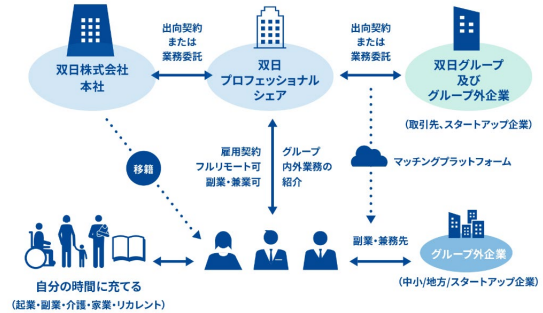 双日株式会社
本社
出向契約
または
業務委託
双日
プロフェッショナル
シェア
出向契約
または
業務委託
双日グループ
及び
グループ外企業
(取引先、スタートアップ企業)
移籍
雇用契約
フルリモート可
副業・兼業可
グループ
内外業務の
紹介
マッチングプラットフォーム
副業・兼務先
グループ外企業
(中小/地方/スタートアップ企業)
自分の時間に充てる
(起業・副業・介護・家業・リカレント)